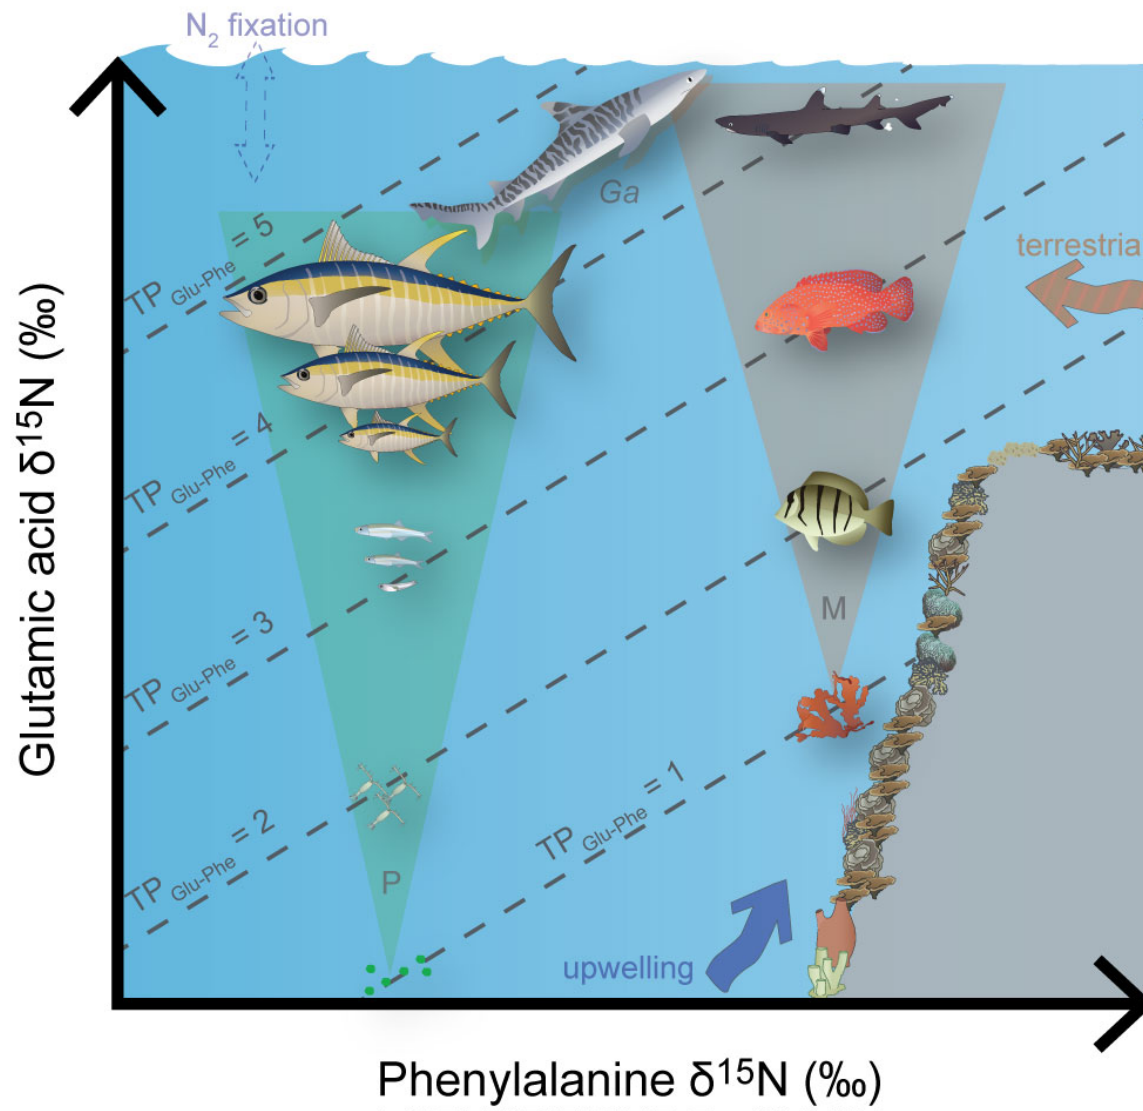 N₂ fixation
Ga
terrestria
TP Glu-Phe = 5
TP Glu-Phe = 4
TP Glu-Phe = 3
M
TP Glu-Phe = 2
TP Glu-Phe = 1
P
upwelling
Glutamic acid δ¹⁵N (‰)
Phenylalanine δ¹⁵N (‰)